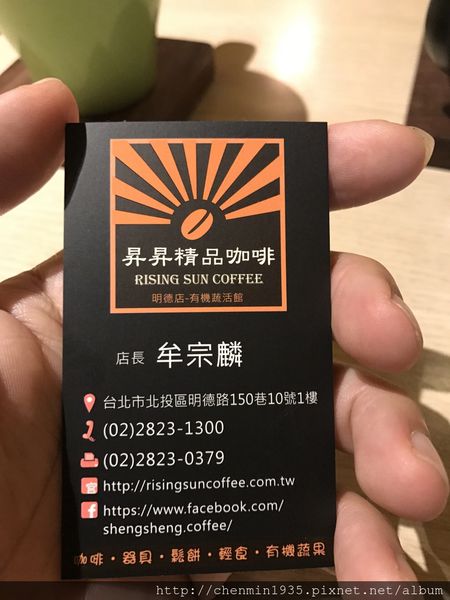 昇昇精品咖啡
RISING SUN COFFEE
明德店-有機蔬活館
店長 牟宗麟
台北市北投區明德路150巷10號1樓
(02)2823-1300
(02)2823-0379
官 http://risingsuncoffee.com.tw
https://www.facebook.com/
shengsheng.coffee/
咖啡・器具・鬆餅・輕食・有機蔬果
http://chenmin1935.pixnet.net/album